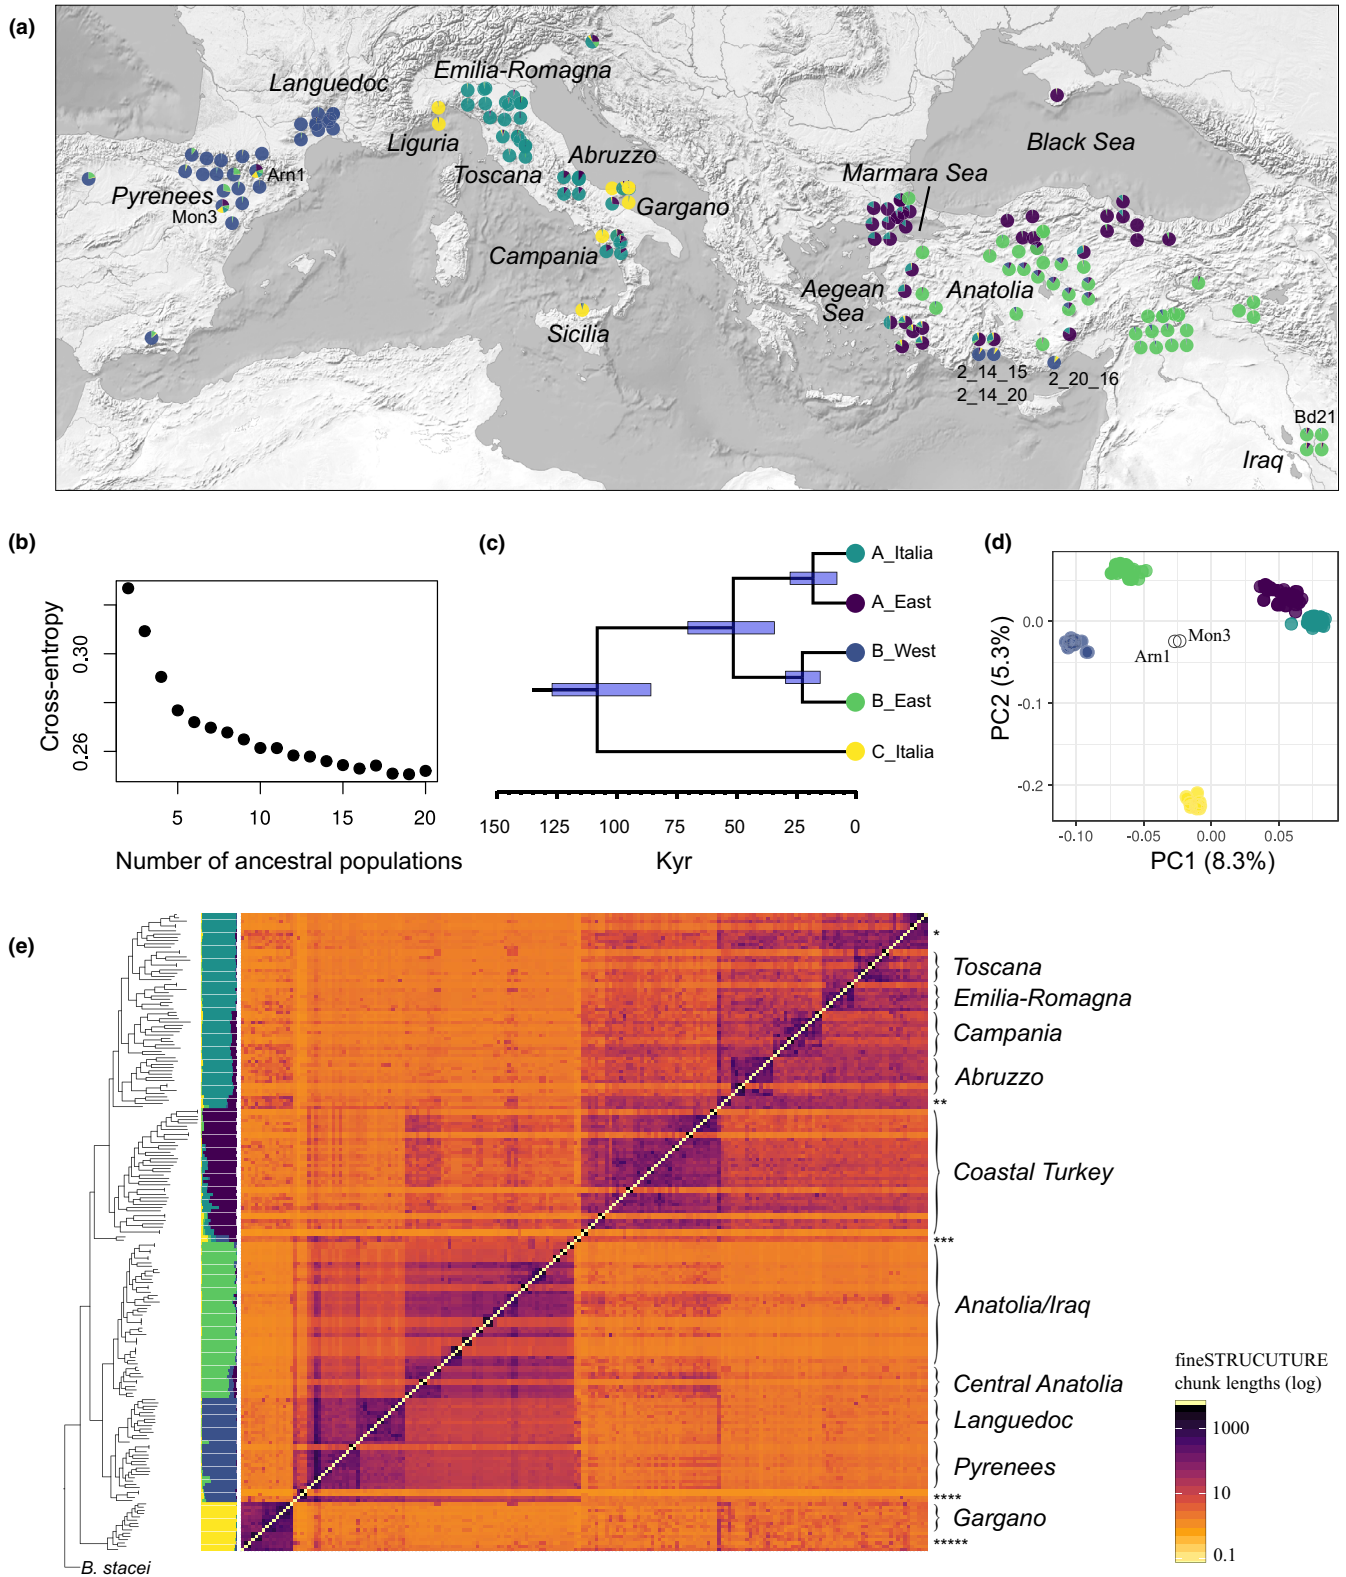 (a)
Languedoc
Emilia-Romagna
Liguria
Toscana
Abruzzo
Gargano
Pyrenees
Arn1
Mon3
Campania
Sicilia
Black Sea
Marmara Sea
Aegean
Sea
Anatolia
2_14_15
2_14_20
2_20_16
Bd21
Iraq
(b)
Cross-entropy
0.30
0.26
5
10
15
20
Number of ancestral populations
(c)
A_Italia
A_East
B_West
B_East
C_Italia
150
125
100
75
50
25
0
Kyr
(d)
PC2 (5.3%)
0.0
-0.1
-0.2
Arn1
Mon3
-0.10
-0.05
0.00
0.05
PC1 (8.3%)
(e)
*
Toscana
Emilia-Romagna
Campania
Abruzzo
**
Coastal Turkey
***
Anatolia/Iraq
Central Anatolia
Languedoc
Pyrenees
****
Gargano
*****
B. stacei
fineSTRUCUTURE
chunk lengths (log)
1000
10
0.1